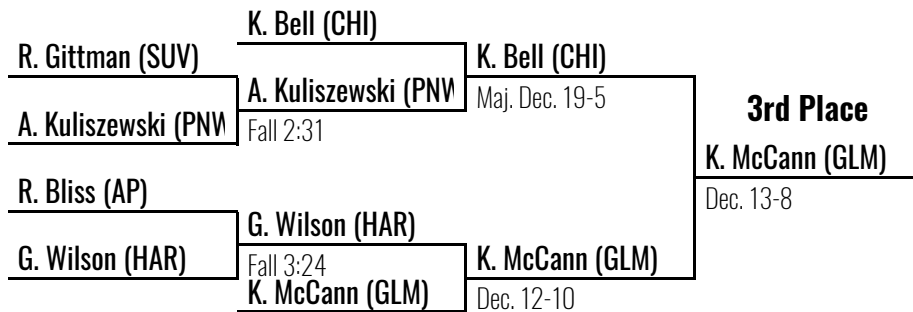 K. Bell (CHI)
R. Gittman (SUV)
K. Bell (CHI)
A. Kuliszewski (PNW
Maj. Dec. 19-5
A. Kuliszewski (PNW
Fall 2:31
3rd Place
K. McCann (GLM)
Dec. 13-8
R. Bliss (AP)
G. Wilson (HAR)
G. Wilson (HAR)
Fall 3:24
K. McCann (GLM)
K. McCann (GLM)
Dec. 12-10